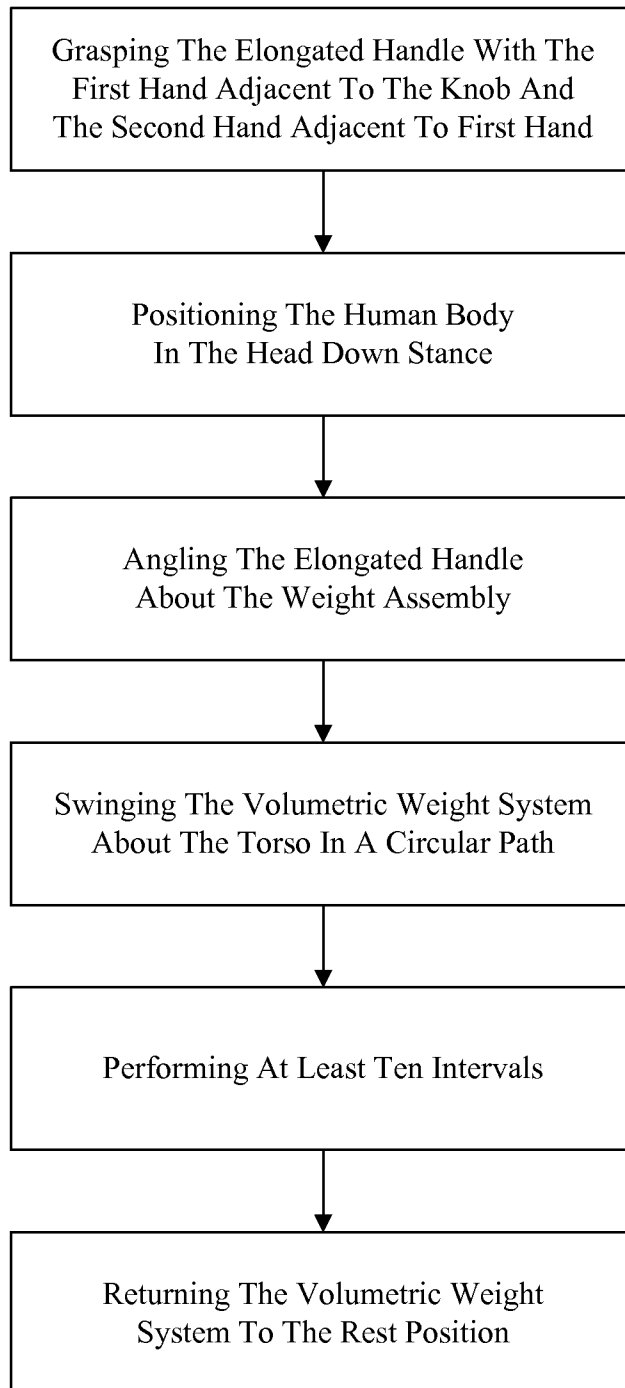 Grasping The Elongated Handle With The
First Hand Adjacent To The Knob And
The Second Hand Adjacent To First Hand
Positioning The Human Body
In The Head Down Stance
Angling The Elongated Handle
About The Weight Assembly
Swinging The Volumetric Weight System
About The Torso In A Circular Path
Performing At Least Ten Intervals
Returning The Volumetric Weight
System To The Rest Position